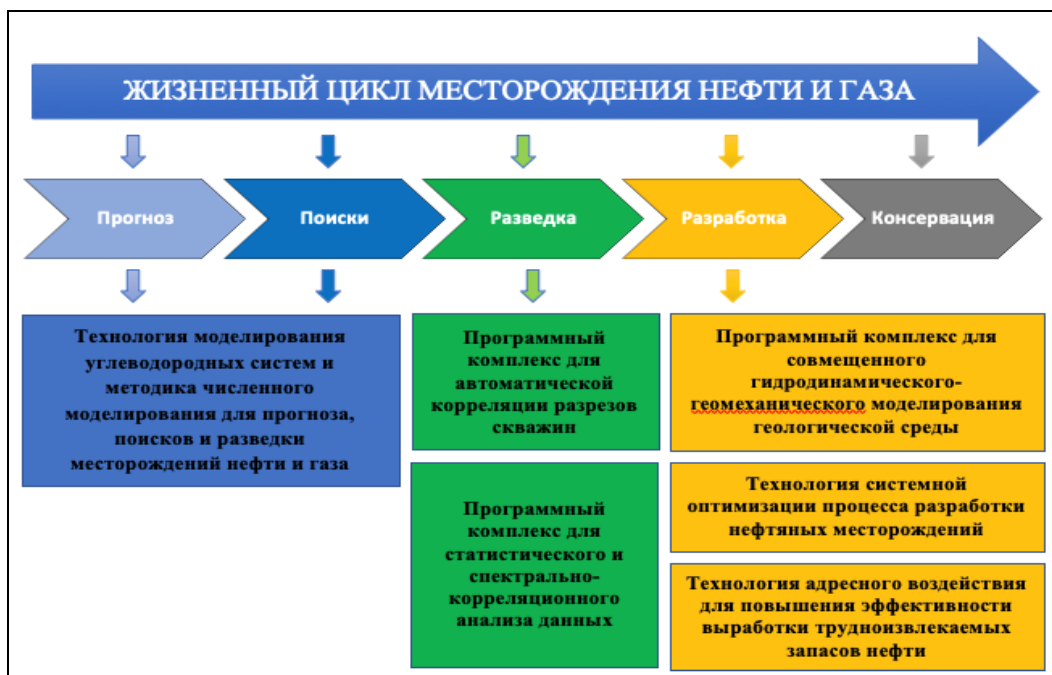 ЖИЗНЕННЫЙ ЦИКЛ МЕСТОРОЖДЕНИЯ НЕФТИ И ГАЗА
Прогноз
Поиски
Разведка
Разработка
Консервация
Технология моделирования
углеводородных систем и
методика численного
моделирования для прогноза,
поисков и разведки
месторождений нефти и газа
Программный
комплекс для
автоматической
корреляции разрезов
скважин
Программный
комплекс для
статистического и
спектрально-
корреляционного
анализа данных
Программный комплекс для
совмещенного
гидродинамического-
геомеханического моделирования
геологической среды
Технология системной
оптимизации процесса разработки
нефтяных месторождений
Технология адресного воздействия
для повышения эффективности
выработки трудноизвлекаемых
запасов нефти